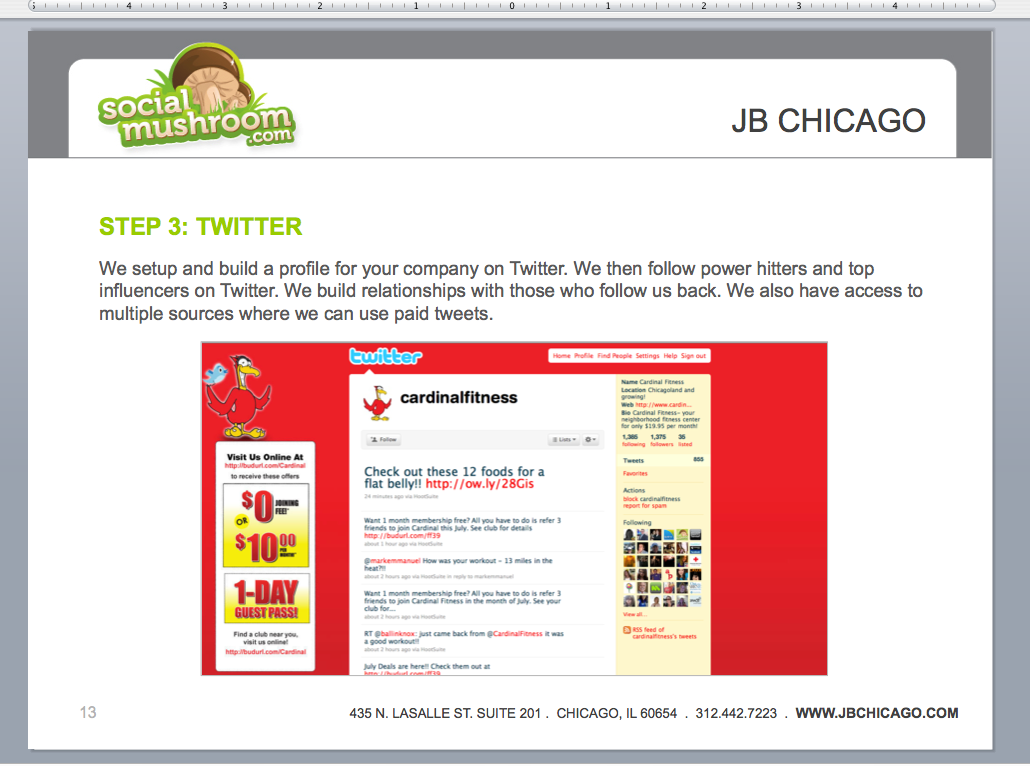 4 3 2 1 0 1 2 3 4
social
mushroom
.com
JB CHICAGO
STEP 3: TWITTER
We setup and build a profile for your company on Twitter. We then follow power hitters and top
influencers on Twitter. We build relationships with those who follow us back. We also have access to
multiple sources where we can use paid tweets.
twitter
Home Profile Find People Settings Help Sign out
Visit Us Online At
http://budurl.com/Cardinal
to receive these offers
$0 JOINING
FEE!*
OR
$10.00 PER
MONTH!*
1-DAY
GUEST PASS!
Find a club near you,
visit us online!
http://budurl.com/Cardinal
cardinalfitness
Follow
Lists
Check out these 12 foods for a
flat belly!! http://ow.ly/28Gis
24 minutes ago via HootSuite
Want 1 month membership free? All you have to do is refer 3
friends to join Cardinal this July. See club for details
http://budurl.com/ff39
about 1 hour ago via HootSuite
@markemmanuel How was your workout - 13 miles in the
heat?!!
about 2 hours ago via HootSuite in reply to markemmanuel
Want 1 month membership free? All you have to do is refer 3
friends to join Cardinal Fitness in the month of July. See your
club for...
about 2 hours ago via HootSuite
RT @ballinknox: just came back from @CardinalFitness it was
a good workout!!
about 2 hours ago via HootSuite
July Deals are here!! Check them out at
http://budurl.com/ff39
Name Cardinal Fitness
Location Chicagoland and
growing!
Web http://www.cardin...
Bio Cardinal Fitness- your
neighborhood fitness center
for only $19.95 per month!
1,365 1,375 35
following followers listed
Tweets 855
Favorites
Actions
block cardinalfitness
report for spam
Following
View all...
RSS feed of
cardinalfitness's tweets
13
435 N. LASALLE ST. SUITE 201 . CHICAGO, IL 60654 . 312.442.7223 . WWW.JBCHICAGO.COM